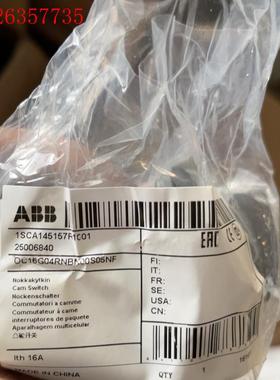 26357735
ABB
1SCA145157R1001
25006840
EAC CE
Nokkakytkin
Cam Switch
Nockenschalter
Commutatori a camme
Commutateur à came
interruptores de paquete
Aparalhagem multicelular
凸轮开关
FI:
IT:
FR:
SE:
USA:
CN:
Ith 16A
MADE IN CHINA
QTY
1